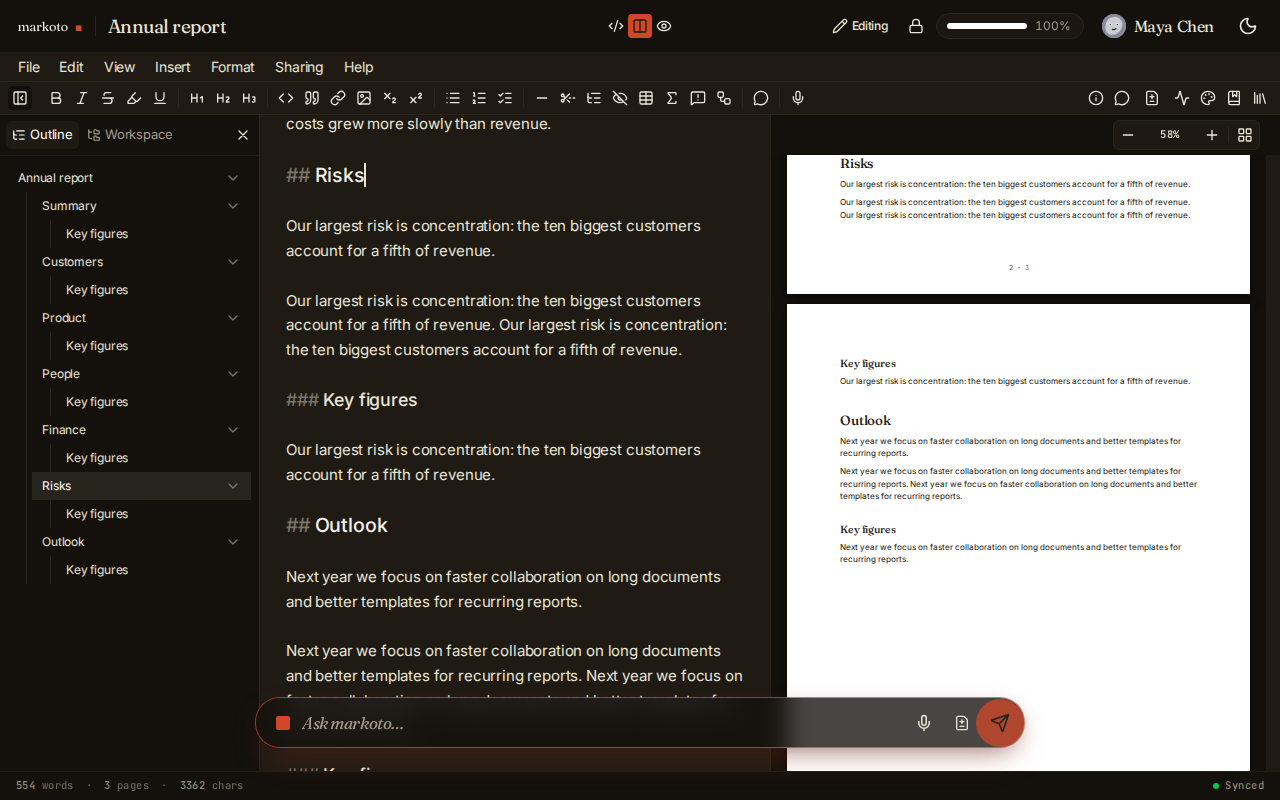 markoto
Annual report
Editing
100%
Maya Chen
File Edit View Insert Format Sharing Help
B I S U H1 H2 H3 X2 X2
Outline
Workspace
58%
Annual report
Summary
Key figures
Customers
Key figures
Product
Key figures
People
Key figures
Finance
Key figures
Risks
Key figures
Outlook
Key figures
costs grew more slowly than revenue.
## Risks
Our largest risk is concentration: the ten biggest customers
account for a fifth of revenue.
Our largest risk is concentration: the ten biggest customers
account for a fifth of revenue. Our largest risk is concentration:
the ten biggest customers account for a fifth of revenue.
### Key figures
Our largest risk is concentration: the ten biggest customers
account for a fifth of revenue.
## Outlook
Next year we focus on faster collaboration on long documents
and better templates for recurring reports.
Next year we focus on faster collaboration on long documents
and better templates for recurring reports. Next year we focus on
Risks
Our largest risk is concentration: the ten biggest customers account for a fifth of revenue.
Our largest risk is concentration: the ten biggest customers account for a fifth of revenue.
Our largest risk is concentration: the ten biggest customers account for a fifth of revenue.
2 - 3
Key figures
Our largest risk is concentration: the ten biggest customers account for a fifth of revenue.
Outlook
Next year we focus on faster collaboration on long documents and better templates for
recurring reports.
Next year we focus on faster collaboration on long documents and better templates for
recurring reports. Next year we focus on faster collaboration on long documents and better
templates for recurring reports.
Key figures
Next year we focus on faster collaboration on long documents and better templates for
recurring reports.
Ask markoto...
554 words · 3 pages · 3362 chars
Synced